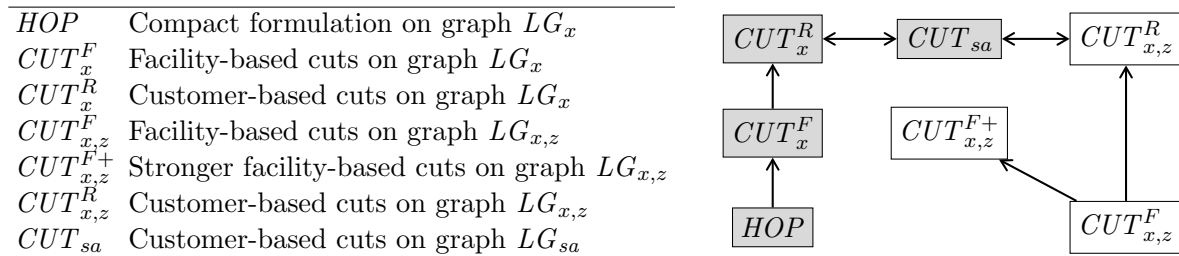 HOP Compact formulation on graph LG_x
CUT^F_x Facility-based cuts on graph LG_x
CUT^R_x Customer-based cuts on graph LG_x
CUT^F_{x,z} Facility-based cuts on graph LG_{x,z}
CUT^{F+}_{x,z} Stronger facility-based cuts on graph LG_{x,z}
CUT^R_{x,z} Customer-based cuts on graph LG_{x,z}
CUT_{sa} Customer-based cuts on graph LG_{sa}
CUT^R_x CUT_{sa} CUT^R_{x,z}
CUT^F_x CUT^{F+}_{x,z}
HOP CUT^F_{x,z}